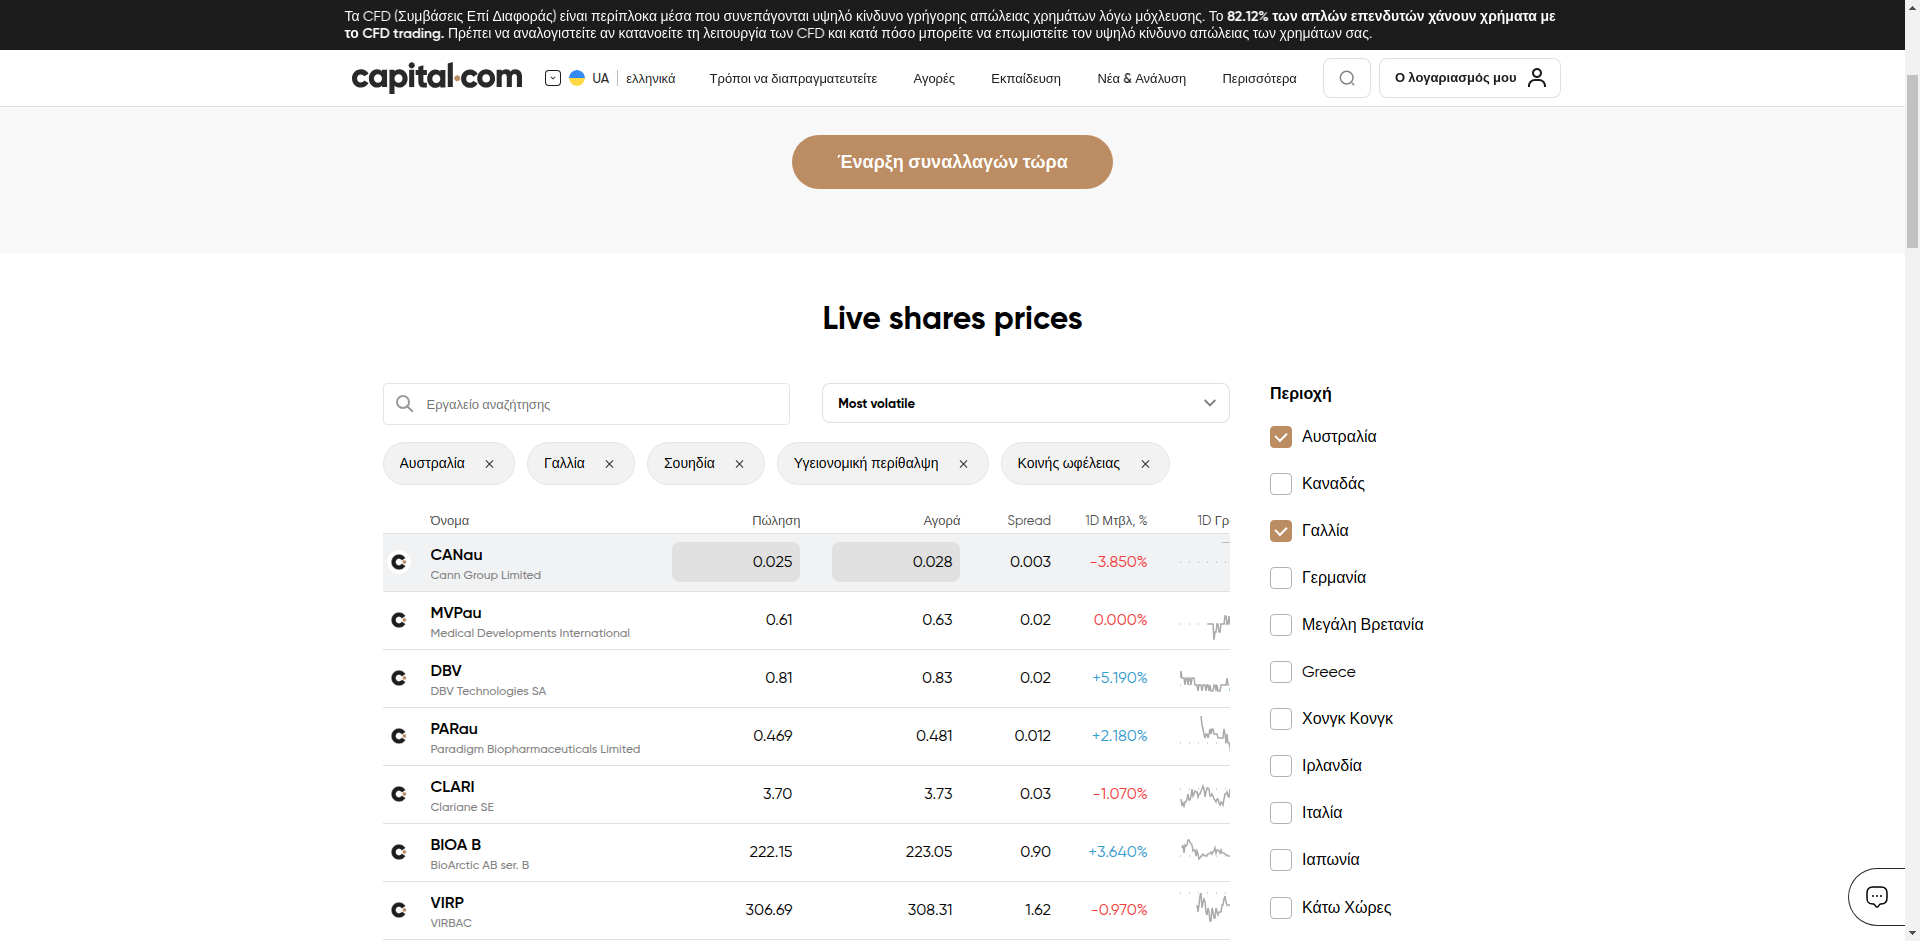 Τα CFD (Συμβάσεις Επί Διαφοράς) είναι περίπλοκα μέσα που συνεπάγονται υψηλό κίνδυνο γρήγορης απώλειας χρημάτων λόγω μόχλευσης. Το 82.12% των απλών επενδυτών χάνουν χρήματα με
το CFD trading. Πρέπει να αναλογιστείτε αν κατανοείτε τη λειτουργία των CFD και κατά πόσο μπορείτε να επωμιστείτε τον υψηλό κίνδυνο απώλειας των χρημάτων σας.
capital.com UA ελληνικά Τρόποι να διαπραγματευτείτε Αγορές Εκπαίδευση Νέα & Ανάλυση Περισσότερα Ο λογαριασμός μου
Έναρξη συναλλαγών τώρα
Live shares prices
Εργαλείο αναζήτησης Most volatile
Αυστραλία Γαλλία Σουηδία Υγειονομική περίθαλψη Κοινής ωφέλειας
Όνομα Πώληση Αγορά Spread 1D Μτβλ, % 1D Γρ
CANau 0.025 0.028 0.003 -3.850%
Cann Group Limited
MVPau 0.61 0.63 0.02 0.000%
Medical Developments International
DBV 0.81 0.83 0.02 +5.190%
DBV Technologies SA
PARau 0.469 0.481 0.012 +2.180%
Paradigm Biopharmaceuticals Limited
CLARI 3.70 3.73 0.03 -1.070%
Clariane SE
BIOA B 222.15 223.05 0.90 +3.640%
BioArctic AB ser. B
VIRP 306.69 308.31 1.62 -0.970%
VIRBAC
Περιοχή
Αυστραλία
Καναδάς
Γαλλία
Γερμανία
Μεγάλη Βρετανία
Greece
Χονγκ Κονγκ
Ιρλανδία
Ιταλία
Ιαπωνία
Κάτω Χώρες